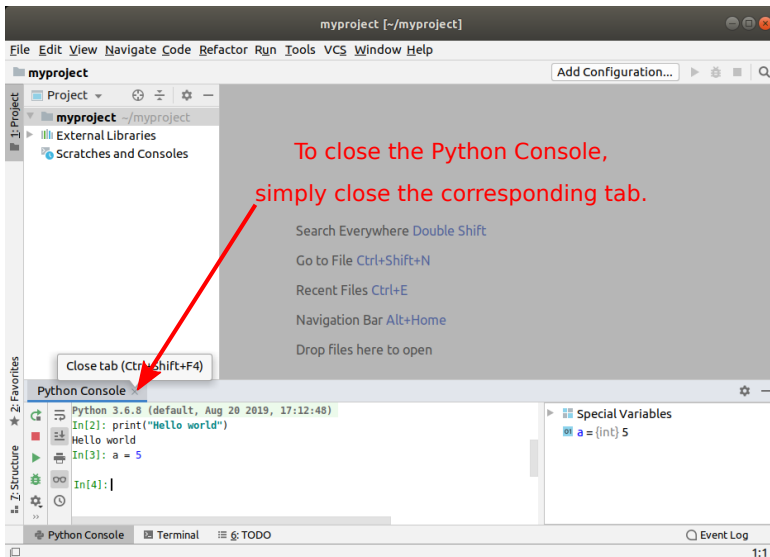 myproject [~/myproject]
File Edit View Navigate Code Refactor Run Tools VCS Window Help
myproject
Add Configuration...
1: Project
Project
myproject ~/myproject
External Libraries
Scratches and Consoles
To close the Python Console,
simply close the corresponding tab.
Search Everywhere Double Shift
Go to File Ctrl+Shift+N
Recent Files Ctrl+E
Navigation Bar Alt+Home
Drop files here to open
Close tab (Ctrl+Shift+F4)
2: Favorites
7: Structure
Python Console
Python 3.6.8 (default, Aug 20 2019, 17:12:48)
In[2]: print("Hello world")
Hello world
In[3]: a = 5
In[4]:
Special Variables
01 a = {int} 5
Python Console Terminal 6: TODO Event Log
1:1